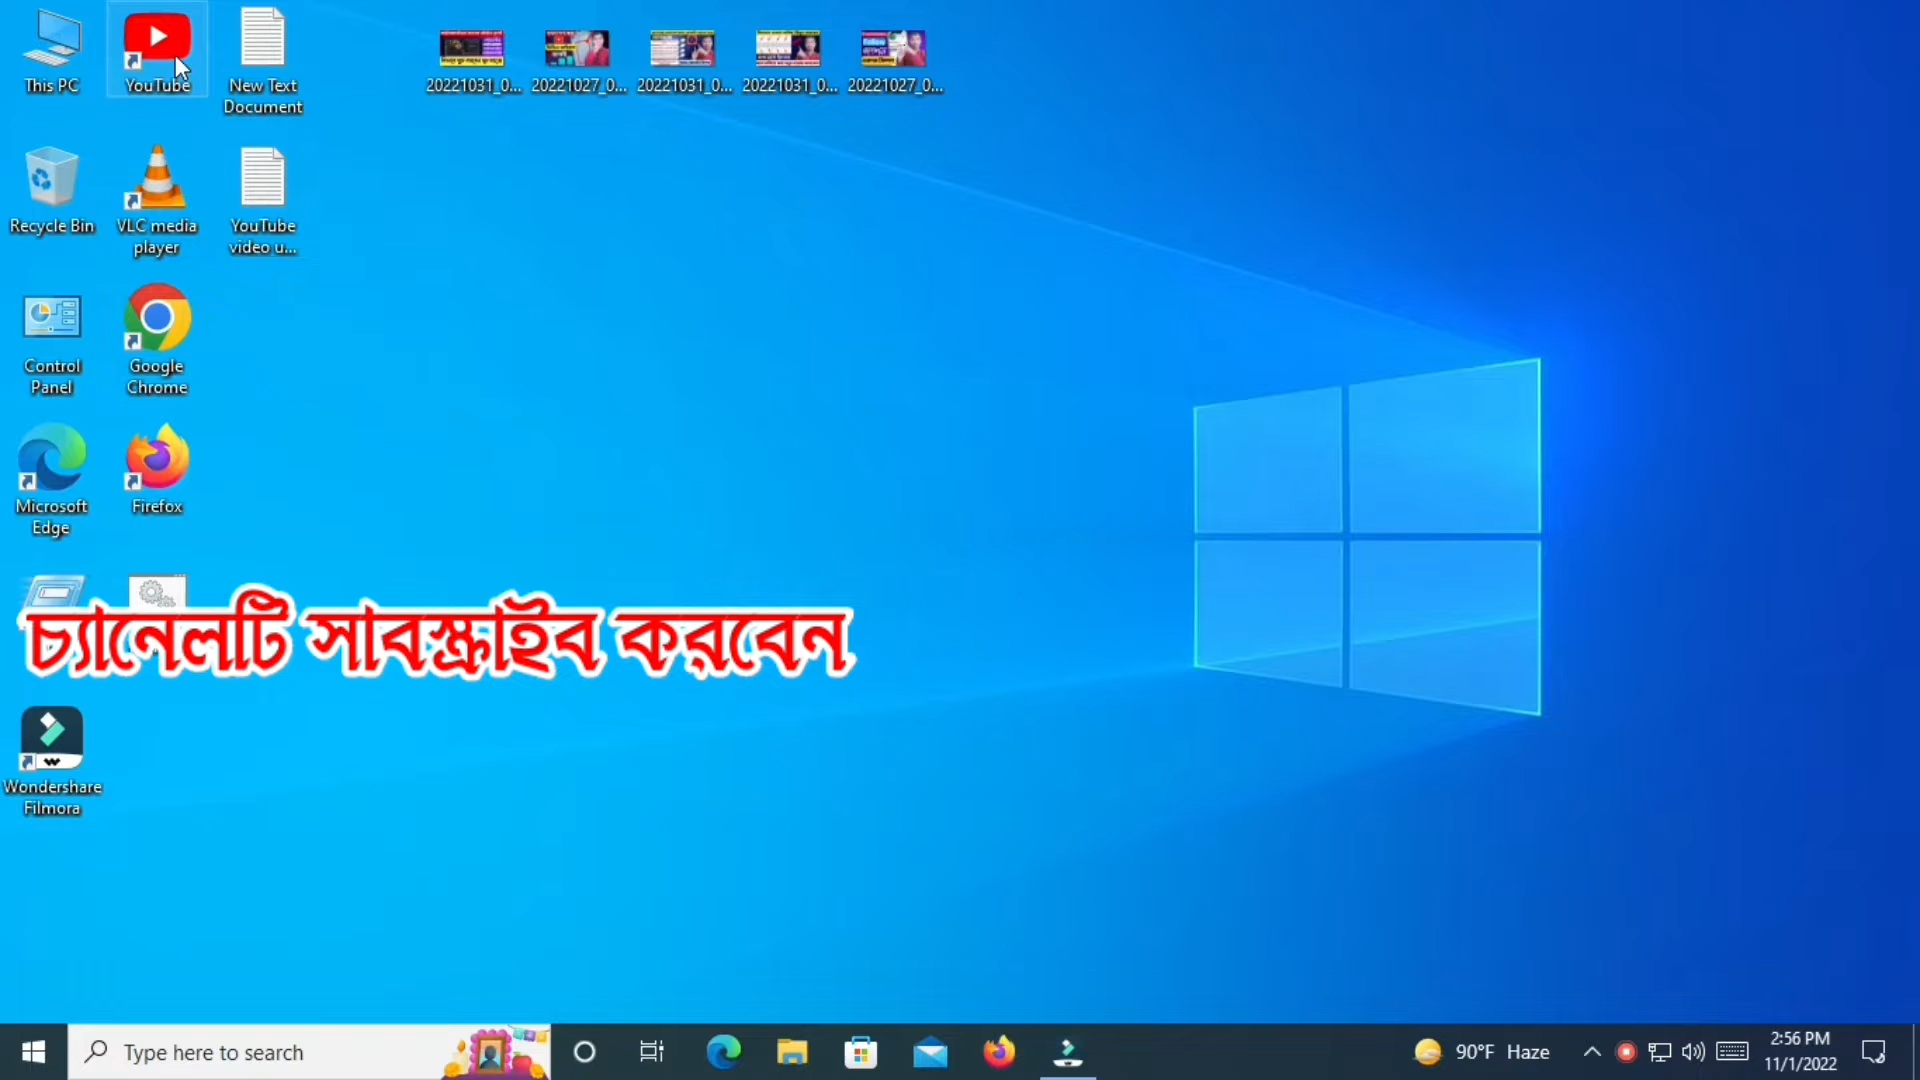 This PC
YouTube
New Text
Document
20221031_0...
20221027_0...
20221031_0...
20221031_0...
20221027_0...
Recycle Bin
VLC media
player
YouTube
video u...
Control
Panel
Google
Chrome
Microsoft
Edge
Firefox
চ্যানেলটি সাবস্ক্রাইব করবেন
Wondershare
Filmora
Type here to search
90°F Haze
2:56 PM
11/1/2022